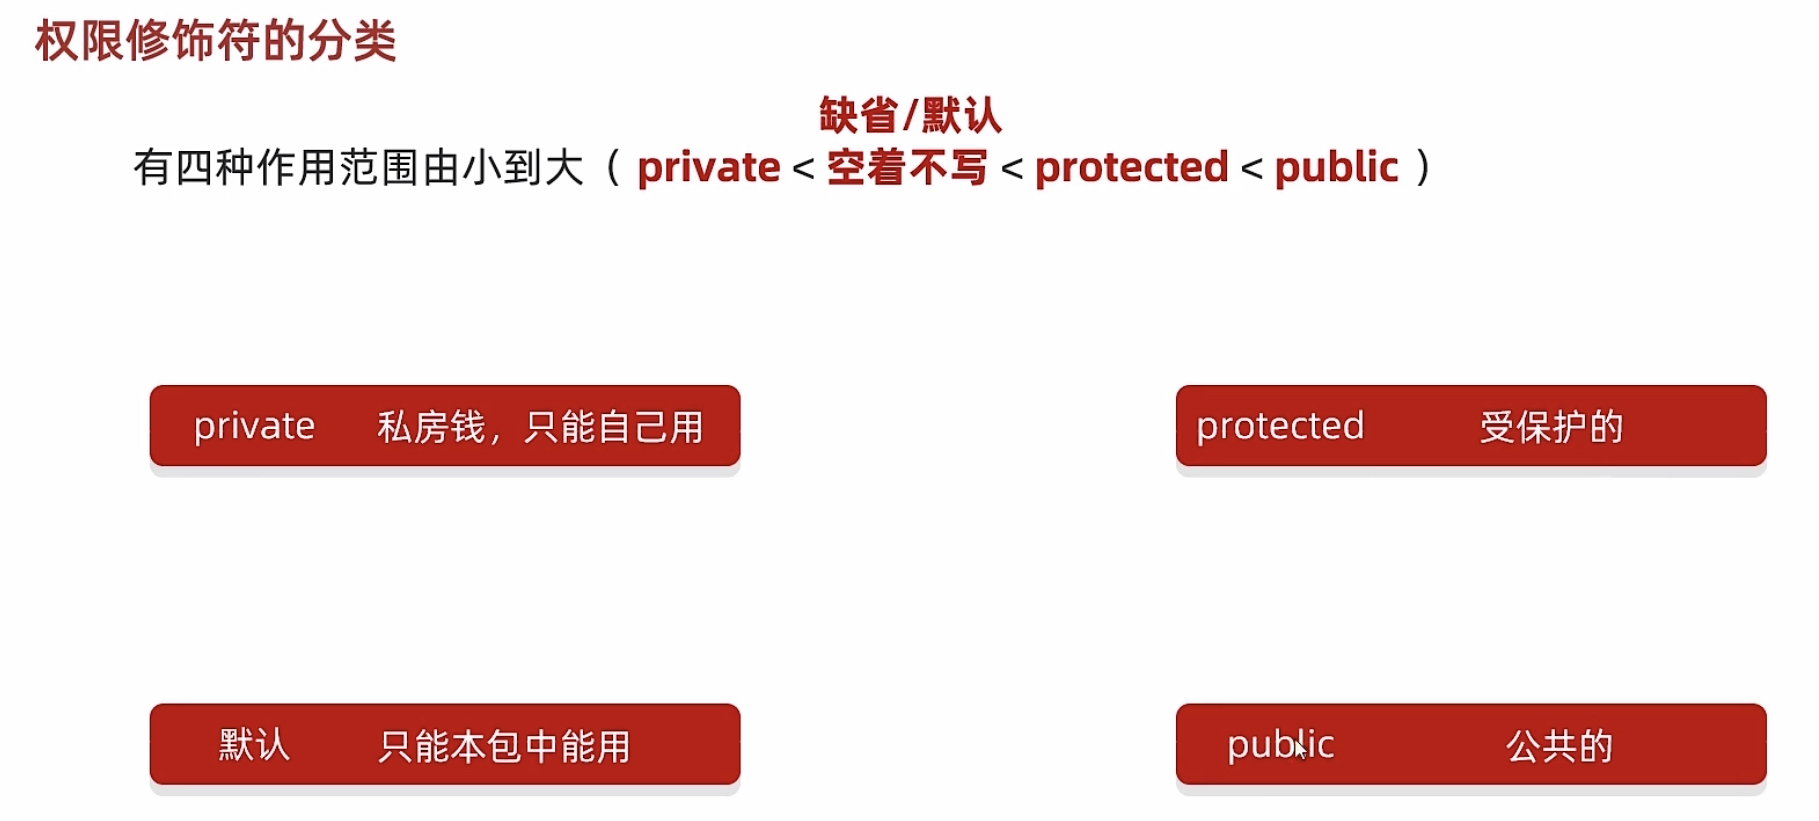 权限修饰符的分类
缺省/默认
有四种作用范围由小到大（ private < 空着不写 < protected < public ）
private 私房钱，只能自己用
protected 受保护的
默认 只能本包中能用
public 公共的